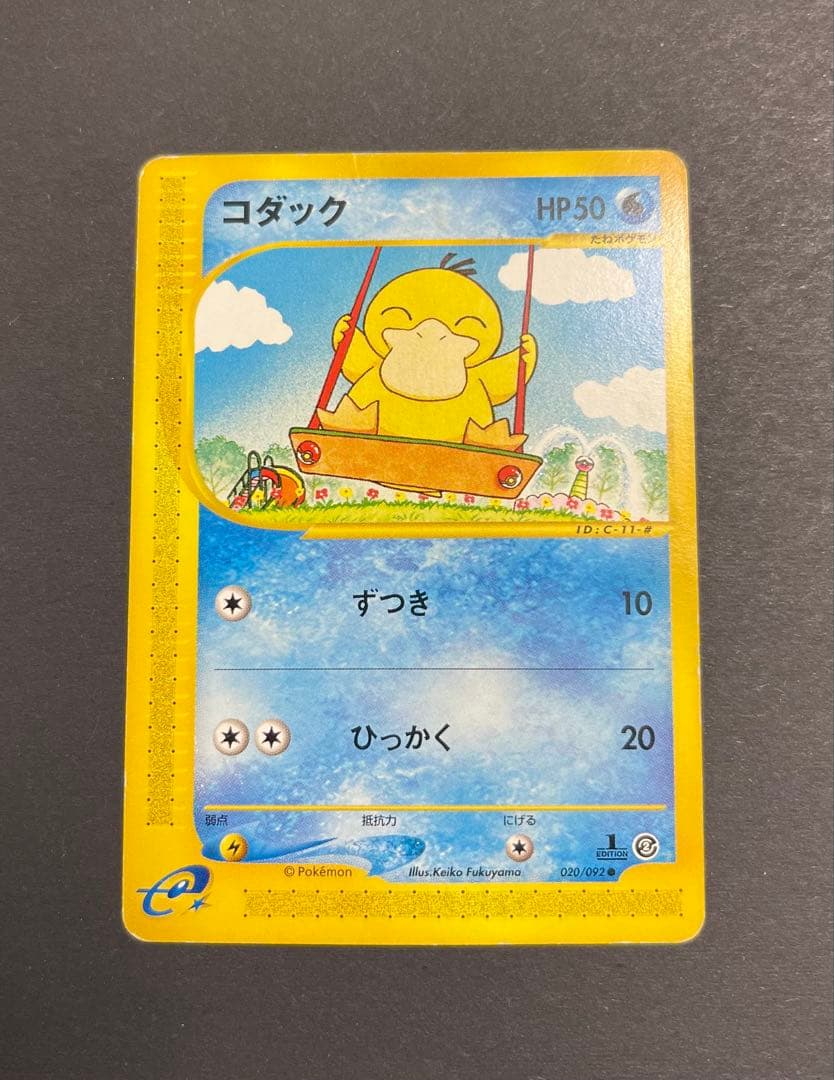 コダック
HP50
たねポケモン
ID:C-11-#
ずつき 10
ひっかく 20
弱点 抵抗力 にげる
1
EDITION
2
© Pokémon Illus.Keiko Fukuyama 020/092 ●
e